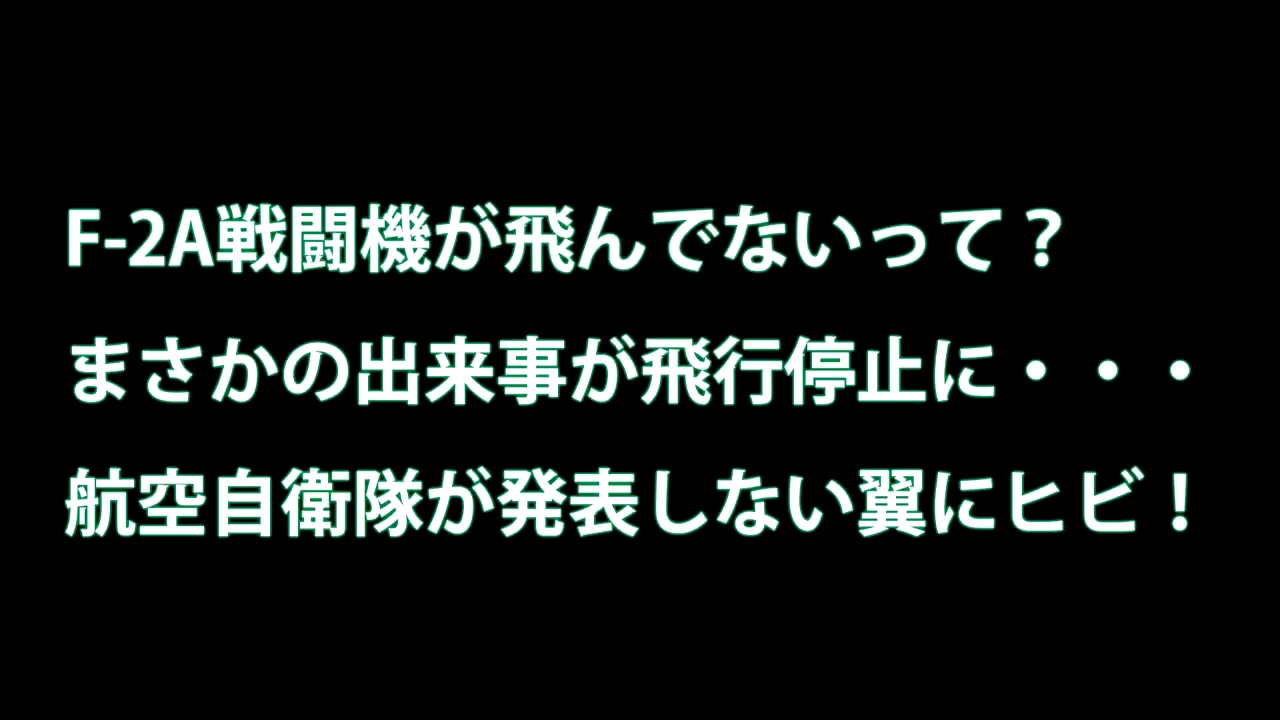 F-2A戦闘機が飛んでないって？
まさかの出来事が飛行停止に・・・
航空自衛隊が発表しない翼にヒビ！